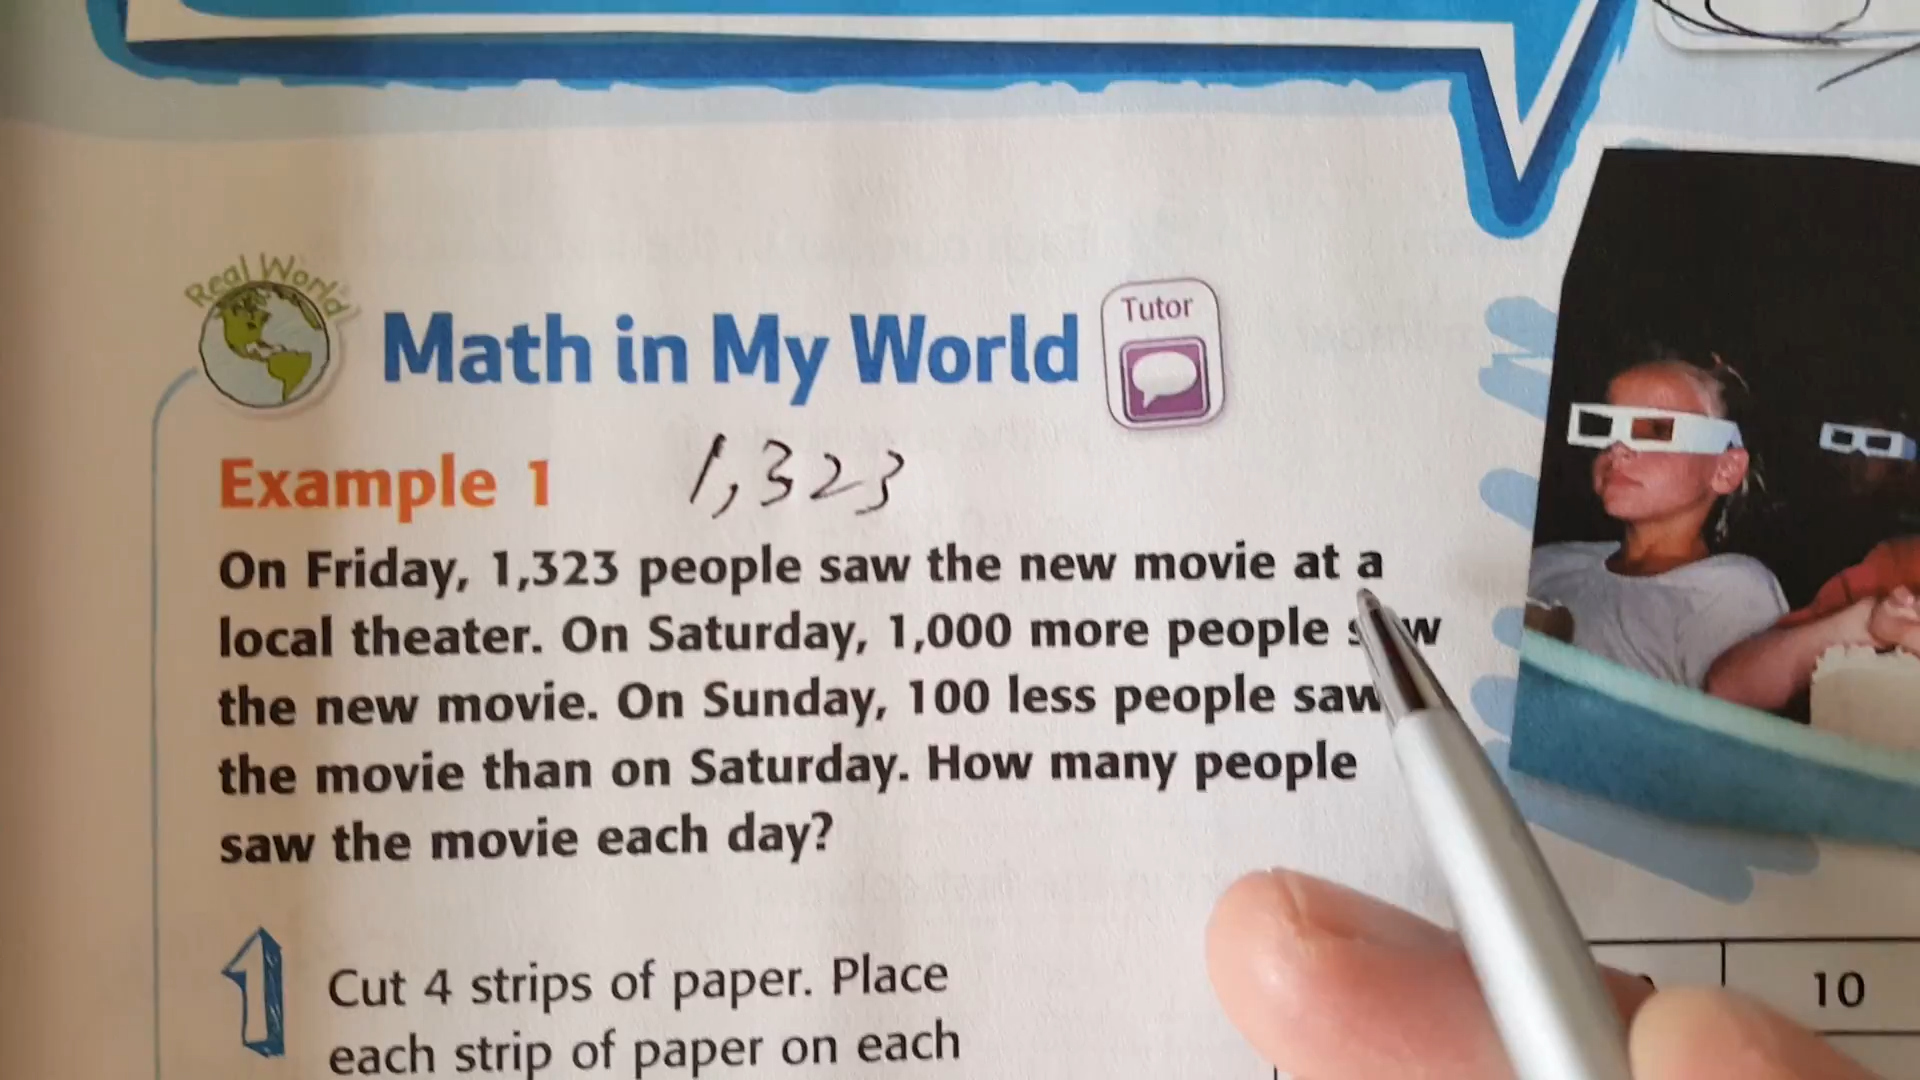 Real World
Math in My World
Tutor
1,323
Example 1
On Friday, 1,323 people saw the new movie at a
local theater. On Saturday, 1,000 more people saw
the new movie. On Sunday, 100 less people saw
the movie than on Saturday. How many people
saw the movie each day?
1
Cut 4 strips of paper. Place
each strip of paper on each
10